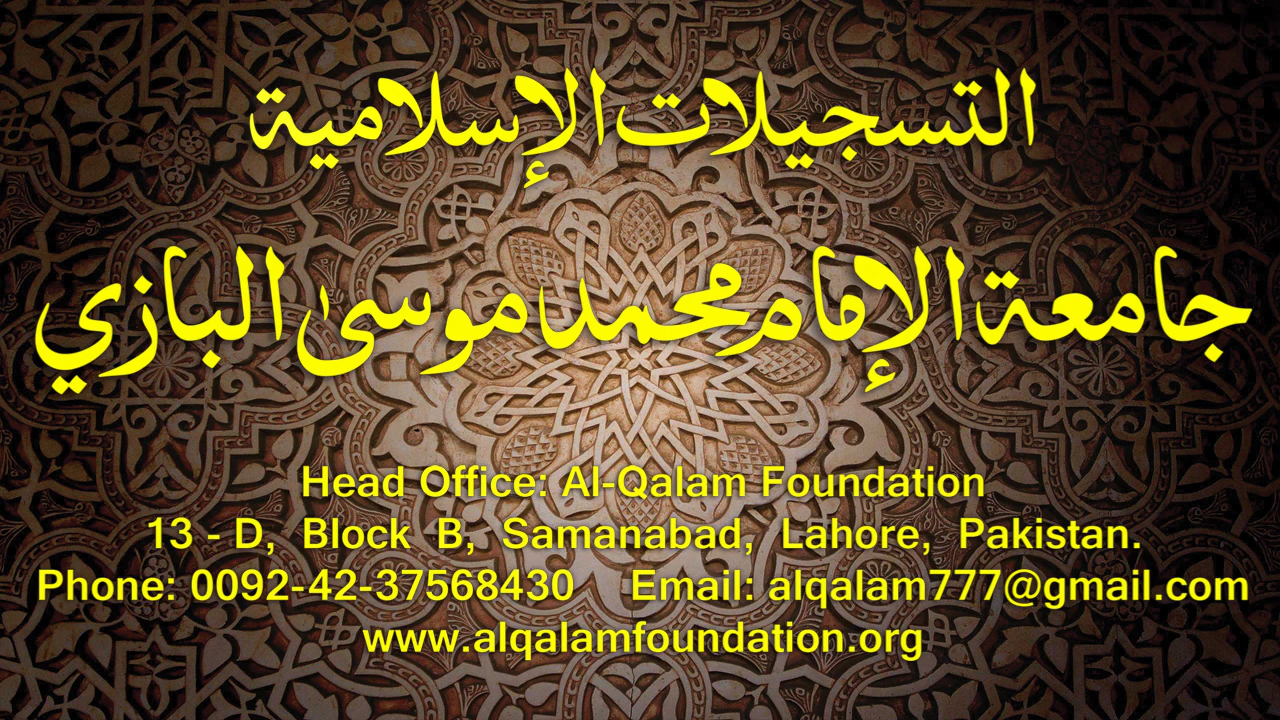 التسجيلات الإسلامية
جامعة الإمام محمد موسى البازي
Head Office: Al-Qalam Foundation
13 - D, Block B, Samanabad, Lahore, Pakistan.
Phone: 0092-42-37568430 Email: alqalam777@gmail.com
www.alqalamfoundation.org